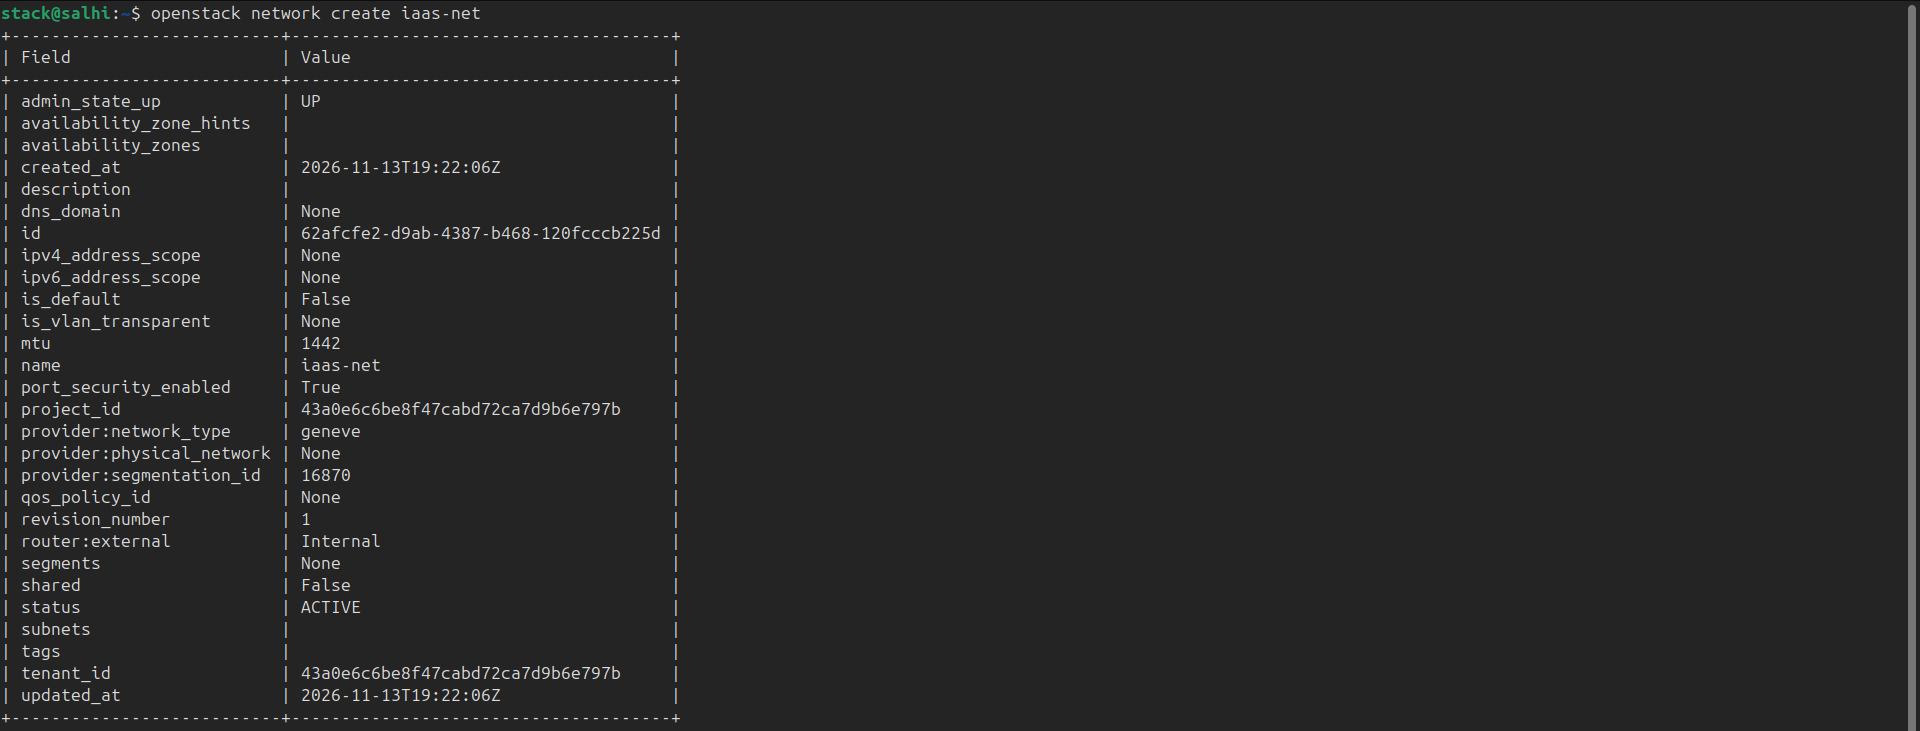 stack@salhi:~$ openstack network create iaas-net
+---------------------------+--------------------------------------+
| Field                     | Value                                |
+---------------------------+--------------------------------------+
| admin_state_up            | UP                                   |
| availability_zone_hints   |                                      |
| availability_zones        |                                      |
| created_at                | 2026-11-13T19:22:06Z                 |
| description               |                                      |
| dns_domain                | None                                 |
| id                        | 62afcfe2-d9ab-4387-b468-120fcccb225d |
| ipv4_address_scope        | None                                 |
| ipv6_address_scope        | None                                 |
| is_default                | False                                |
| is_vlan_transparent       | None                                 |
| mtu                       | 1442                                 |
| name                      | iaas-net                             |
| port_security_enabled     | True                                 |
| project_id                | 43a0e6c6be8f47cabd72ca7d9b6e797b     |
| provider:network_type     | geneve                               |
| provider:physical_network | None                                 |
| provider:segmentation_id  | 16870                                |
| qos_policy_id             | None                                 |
| revision_number           | 1                                    |
| router:external           | Internal                             |
| segments                  | None                                 |
| shared                    | False                                |
| status                    | ACTIVE                               |
| subnets                   |                                      |
| tags                      |                                      |
| tenant_id                 | 43a0e6c6be8f47cabd72ca7d9b6e797b     |
| updated_at                | 2026-11-13T19:22:06Z                 |
+---------------------------+--------------------------------------+